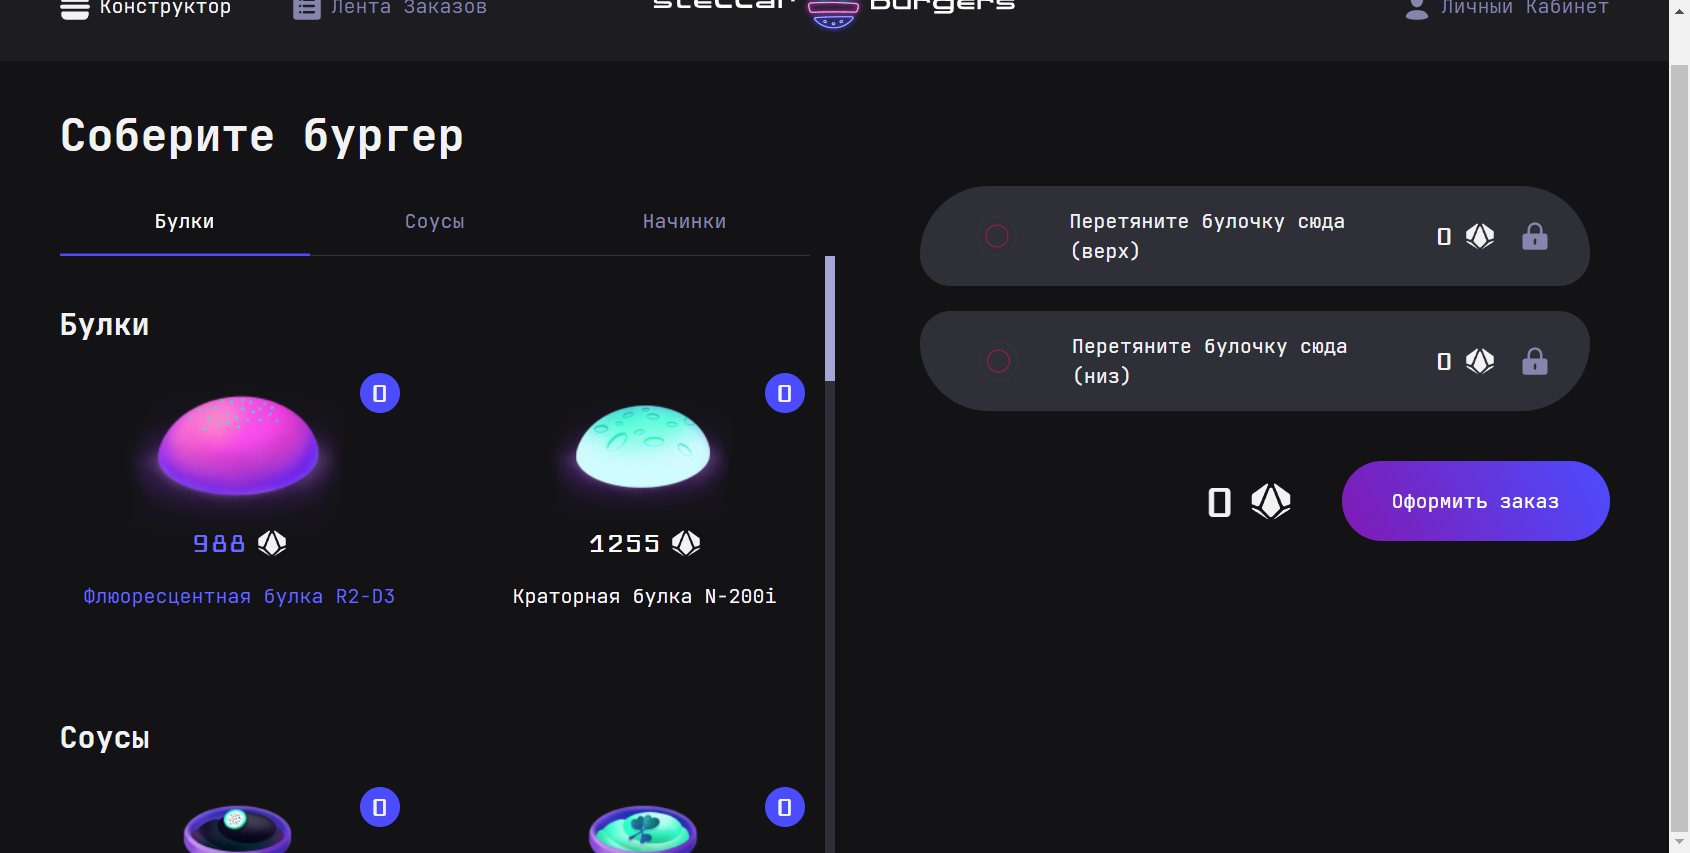 Конструктор
Лента Заказов
stellar burgers
Личный Кабинет
Соберите бургер
Булки
Соусы
Начинки
Булки
0
0
988
1255
Флюоресцентная булка R2-D3
Краторная булка N-200i
Соусы
0
0
Перетяните булочку сюда
(верх)
0
Перетяните булочку сюда
(низ)
0
0
Оформить заказ